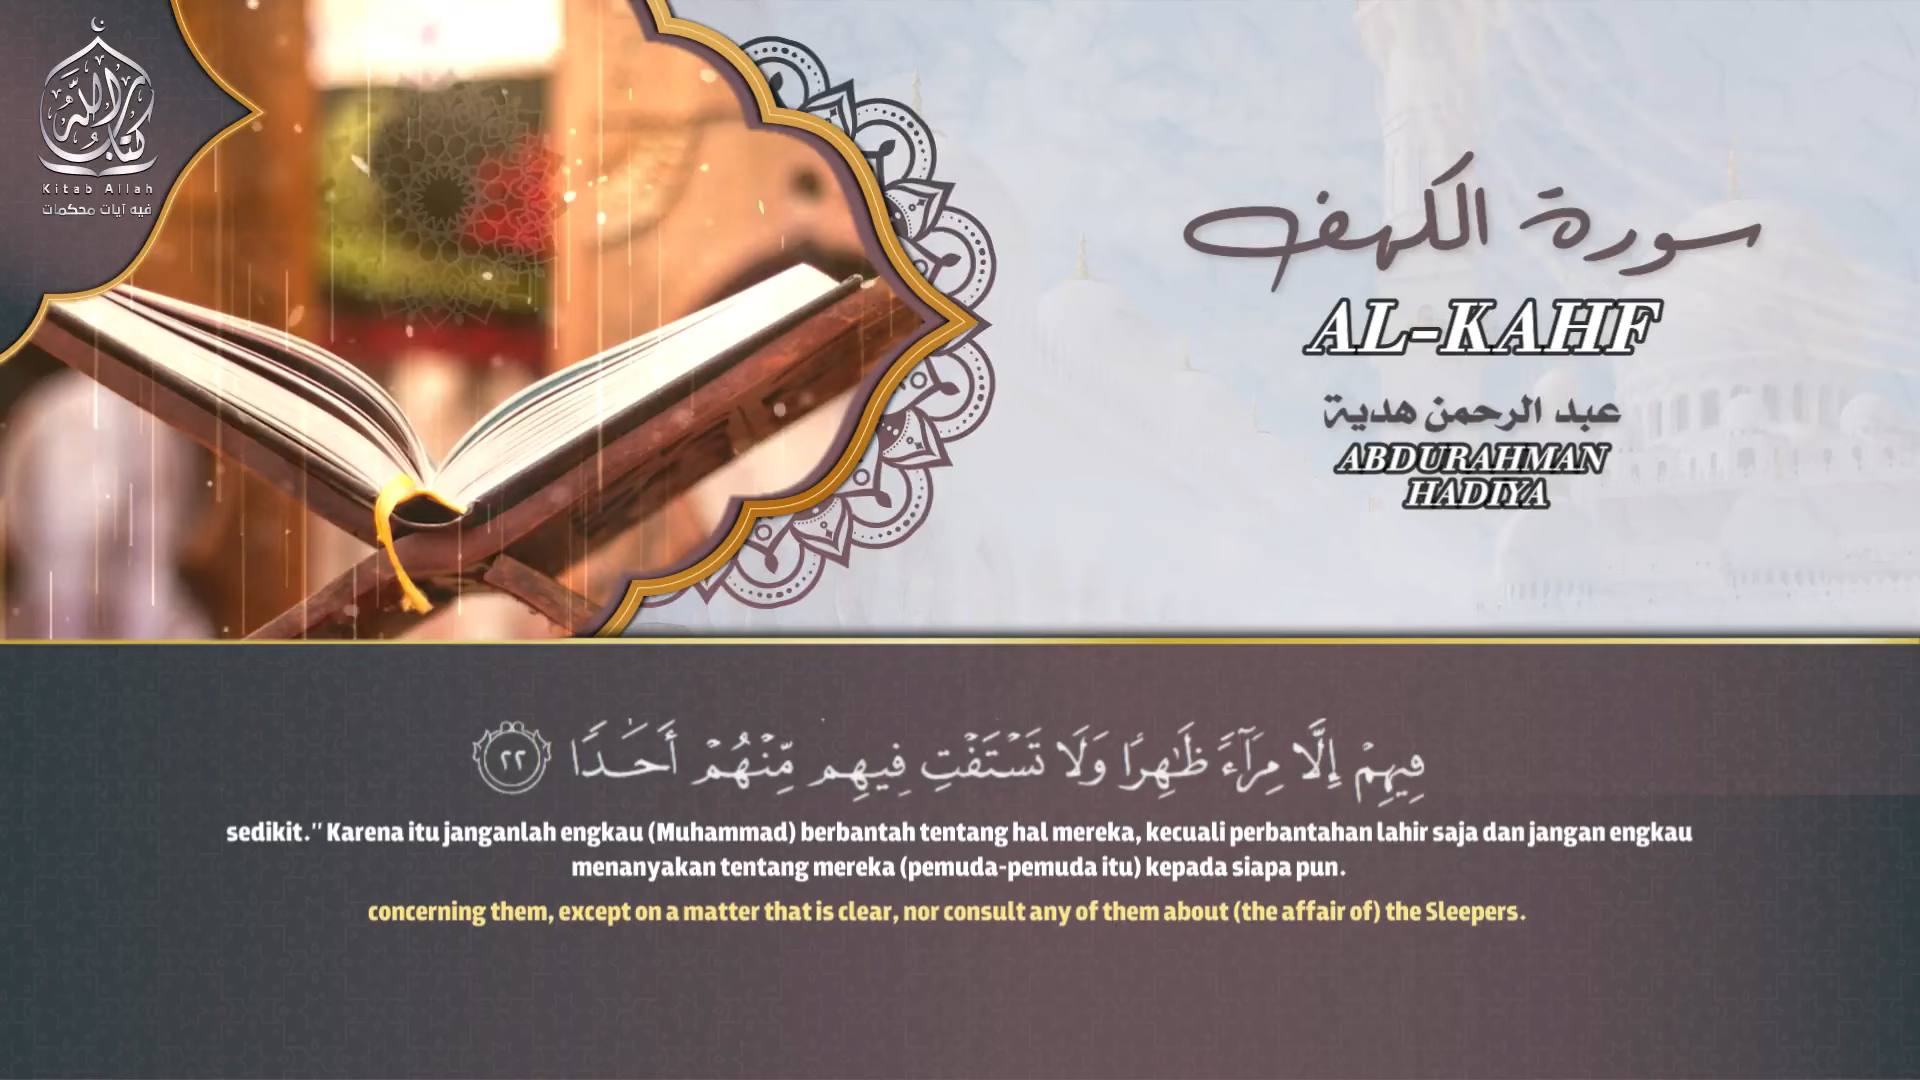 كتاب الله
Kitab Allah
فيه آيات محكمات
سورة الكهف
AL-KAHF
عبد الرحمن هدية
ABDURAHMAN
HADIYA
فِيهِمْ إِلَّا مِرَآءً ظَٰهِرًا وَلَا تَسْتَفْتِ فِيهِم مِّنْهُمْ أَحَدًا ٢٢
sedikit." Karena itu janganlah engkau (Muhammad) berbantah tentang hal mereka, kecuali perbantahan lahir saja dan jangan engkau
menanyakan tentang mereka (pemuda-pemuda itu) kepada siapa pun.
concerning them, except on a matter that is clear, nor consult any of them about (the affair of) the Sleepers.